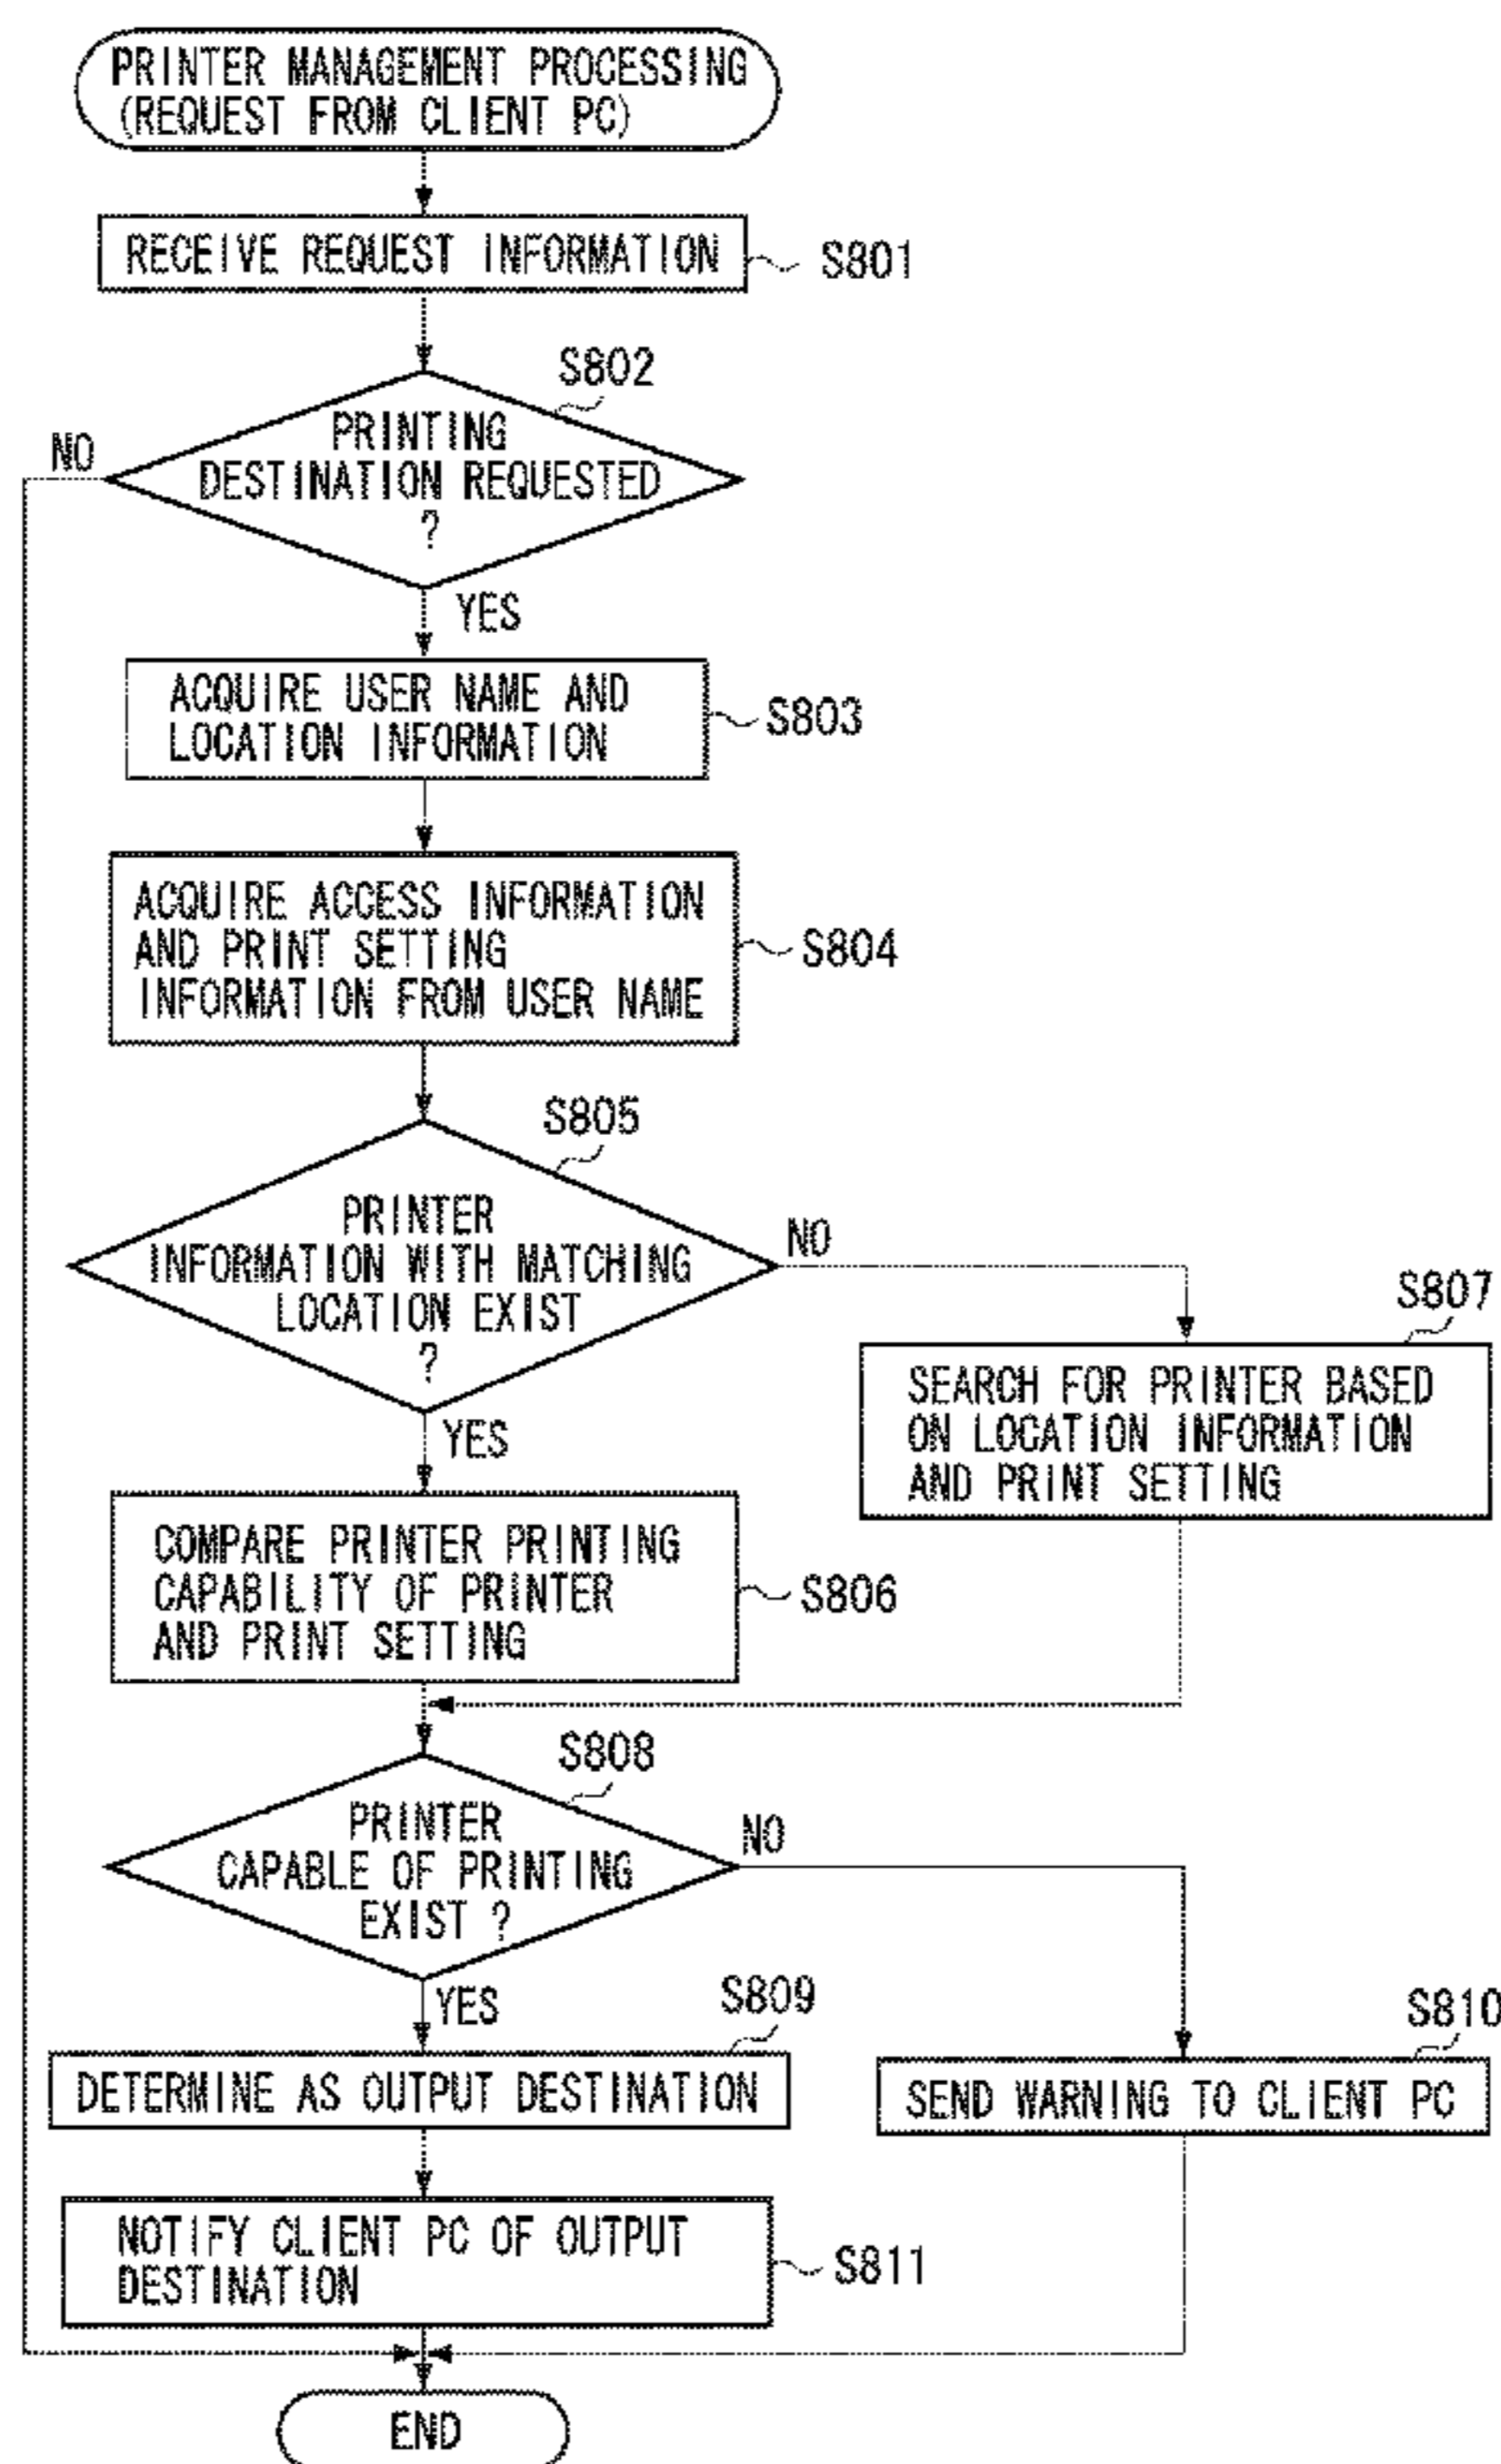 PRINTER MANAGEMENT PROCESSING
(REQUEST FROM CLIENT PC)
RECEIVE REQUEST INFORMATION
S801
S802
PRINTING
DESTINATION REQUESTED
?
NO
YES
ACQUIRE USER NAME AND
LOCATION INFORMATION
S803
ACQUIRE ACCESS INFORMATION
AND PRINT SETTING
INFORMATION FROM USER NAME
S804
S805
PRINTER
INFORMATION WITH MATCHING
LOCATION EXIST
?
NO
YES
S807
SEARCH FOR PRINTER BASED
ON LOCATION INFORMATION
AND PRINT SETTING
COMPARE PRINTER PRINTING
CAPABILITY OF PRINTER
AND PRINT SETTING
S806
S808
PRINTER
CAPABLE OF PRINTING
EXIST ?
NO
YES
S809
DETERMINE AS OUTPUT DESTINATION
S810
SEND WARNING TO CLIENT PC
NOTIFY CLIENT PC OF OUTPUT
DESTINATION
S811
END